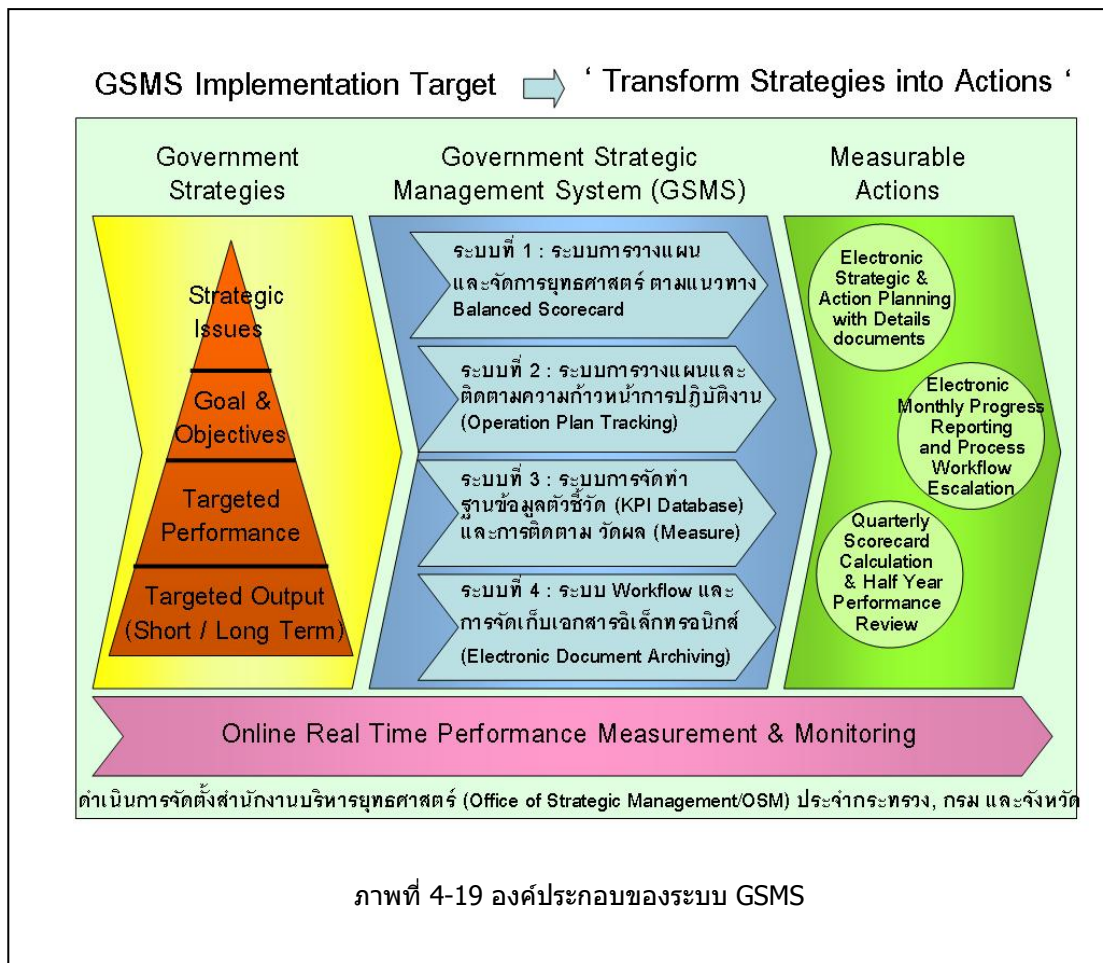 GSMS Implementation Target ‘ Transform Strategies into Actions ‘
Government
Strategies
Strategic
Issues
Goal &
Objectives
Targeted
Performance
Targeted Output
(Short / Long Term)
Government Strategic
Management System (GSMS)
ระบบที่ 1 : ระบบการวางแผน
และจัดการยุทธศาสตร์ ตามแนวทาง
Balanced Scorecard
ระบบที่ 2 : ระบบการวางแผนและ
ติดตามความก้าวหน้าการปฏิบัติงาน
(Operation Plan Tracking)
ระบบที่ 3 : ระบบการจัดทำ
ฐานข้อมูลตัวชี้วัด (KPI Database)
และการติดตาม วัดผล (Measure)
ระบบที่ 4 : ระบบ Workflow และ
การจัดเก็บเอกสารอิเล็กทรอนิกส์
(Electronic Document Archiving)
Measurable
Actions
Electronic
Strategic &
Action Planning
with Details
documents
Electronic
Monthly Progress
Reporting
and Process
Workflow
Escalation
Quarterly
Scorecard
Calculation
& Half Year
Performance
Review
Online Real Time Performance Measurement & Monitoring
ดำเนินการจัดตั้งสำนักงานบริหารยุทธศาสตร์ (Office of Strategic Management/OSM) ประจำกระทรวง, กรม และจังหวัด
ภาพที่ 4-19 องค์ประกอบของระบบ GSMS